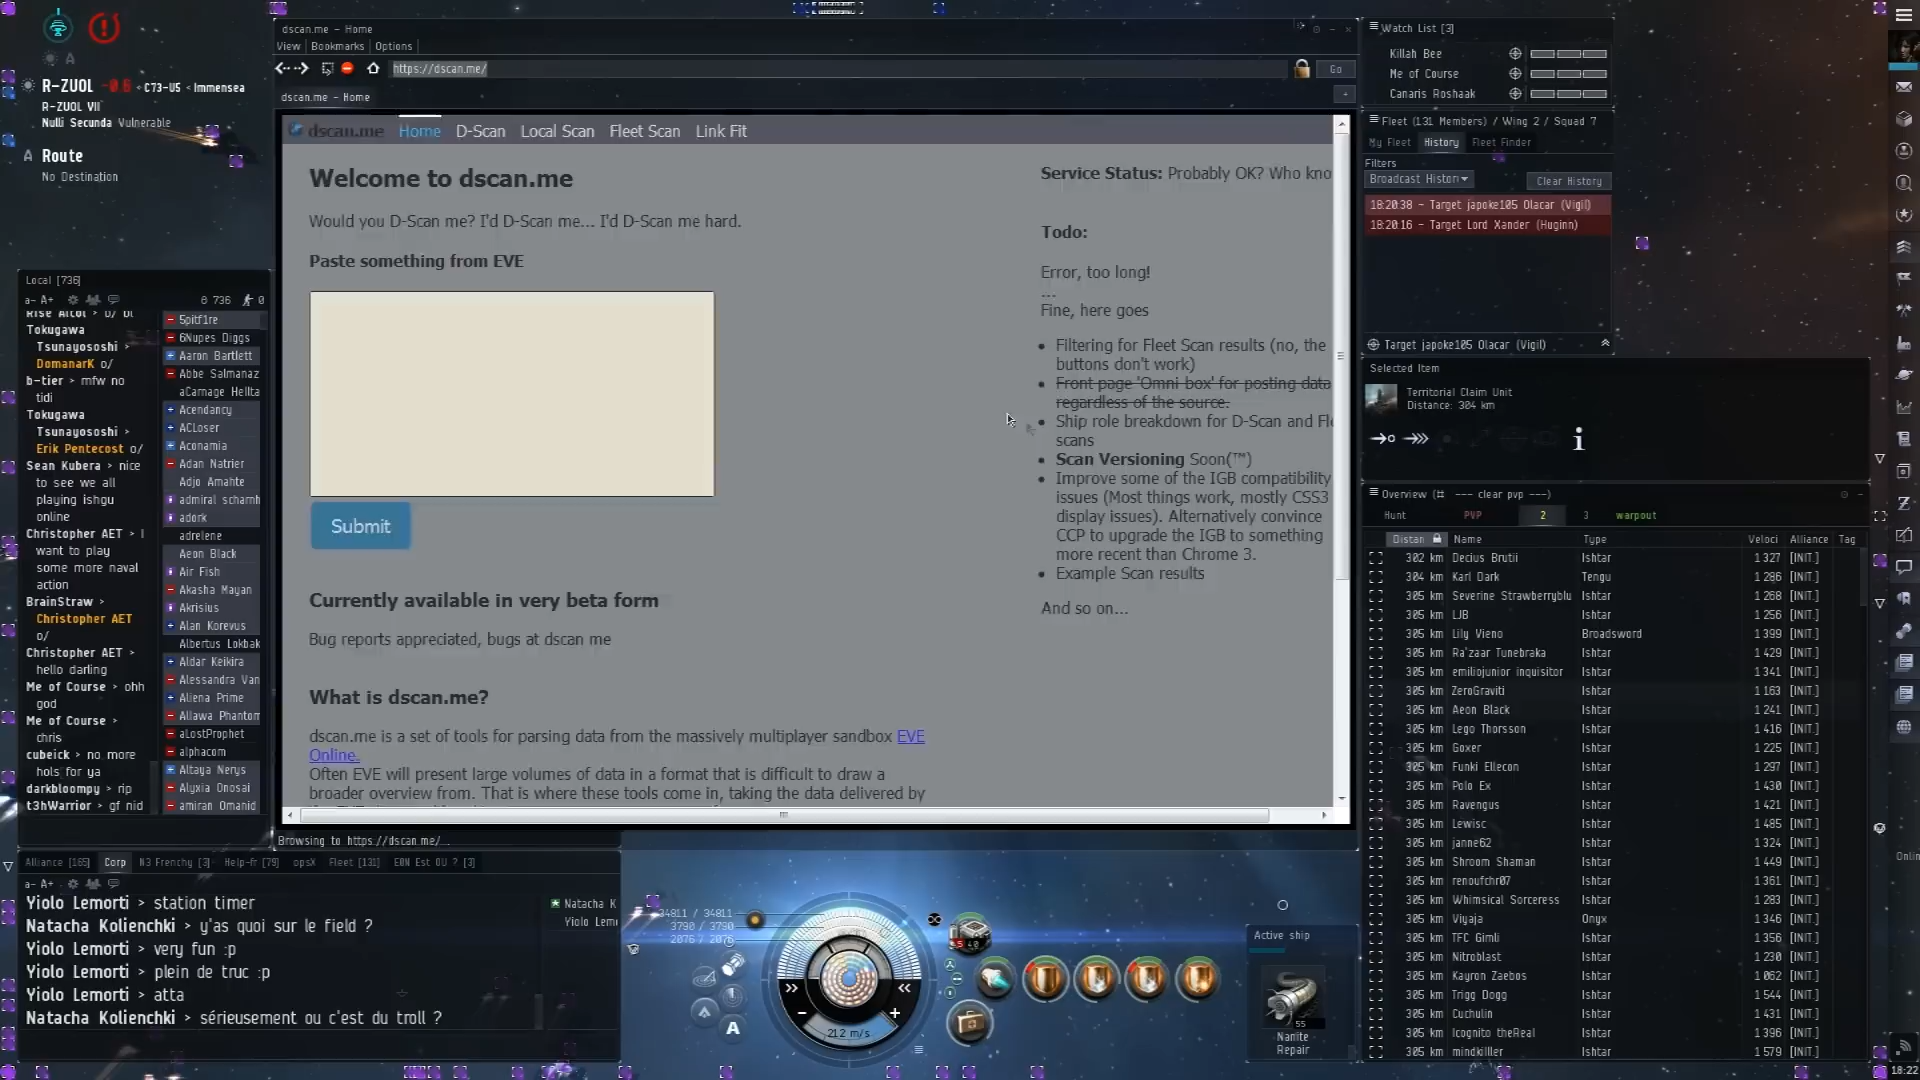 R-ZUOL -0.6 < C73-U5 < Immensea
R-ZUOL VII
Nulli Secunda Vulnerable
Route
No Destination
dscan.me - Home
View Bookmarks Options
https://dscan.me/
Go
dscan.me - Home
dscan.me Home D-Scan Local Scan Fleet Scan Link Fit
Welcome to dscan.me
Would you D-Scan me? I'd D-Scan me... I'd D-Scan me hard.
Paste something from EVE
Submit
Currently available in very beta form
Bug reports appreciated, bugs at dscan me
What is dscan.me?
dscan.me is a set of tools for parsing data from the massively multiplayer sandbox EVE
Online.
Often EVE will present large volumes of data in a format that is difficult to draw a
broader overview from. That is where these tools come in, taking the data delivered by
Service Status: Probably OK? Who kno
Todo:
Error, too long!
...
Fine, here goes
Filtering for Fleet Scan results (no, the
buttons don't work)
Front page 'Omni box' for posting data
regardless of the source.
Ship role breakdown for D-Scan and Fle
scans
Scan Versioning Soon(™)
Improve some of the IGB compatibility
issues (Most things work, mostly CSS3
display issues). Alternatively convince
CCP to upgrade the IGB to something
more recent than Chrome 3.
Example Scan results
And so on...
Browsing to https://dscan.me/...
Local [736]
a- A+ 736 0
Tokugawa
Tsunayososhi >
DomanarK o/
b-tier > mfw no
tidi
Tokugawa
Tsunayososhi >
Erik Pentecost o/
Sean Kubera > nice
to see we all
playing ishgu
online
Christopher AET > I
want to play
some more naval
action
BrainStraw >
Christopher AET
o/
Christopher AET >
hello darling
Me of Course > ohh
god
Me of Course >
chris
cubeick > no more
hols for ya
darkbloompy > rip
t3hWarrior > gf nid
5pitf1re
6Nupes Diggs
Aaron Bartlett
Abbe Salmanaz
aCarnage Hellta
Acendancy
ACLoser
Aconamia
Adan Natrier
Adjo Amahte
admiral scharnh
adork
adrelene
Aeon Black
Air Fish
Akasha Mayan
Akrisius
Alan Korevus
Albertus Lokbak
Aldar Keikira
Alessandra Van
Aliena Prime
Allawa Phantom
aLostProphet
alphacom
Altaya Nerys
Alyxia Onosai
amiran Omanid
Alliance [165] Corp N3 Frenchy [3] Help-fr [79] opsX Fleet [131] EON Est OU ? [3]
a- A+
Yiolo Lemorti > station timer
Natacha Kolienchki > y'as quoi sur le field ?
Yiolo Lemorti > very fun :p
Yiolo Lemorti > plein de truc :p
Yiolo Lemorti > atta
Natacha Kolienchki > sérieusement ou c'est du troll ?
Natacha K
Yiolo Lem
34811 / 34811
3790 / 3790
2076 / 2076
212 m/s
Active ship
55
Nanite
Repair
Watch List [3]
Killah Bee
Me of Course
Canaris Roshaak
Fleet (131 Members) / Wing 2 / Squad 7
My Fleet History Fleet Finder
Filters
Broadcast Histor Clear History
18:20:38 - Target japoke105 Olacar (Vigil)
18:20:16 - Target Lord Xander (Huginn)
Target japoke105 Olacar (Vigil)
Selected Item
Territorial Claim Unit
Distance: 304 km
Overview ( --- clear pvp ---)
Hunt PVP 2 3 warpout
Distan Name Type Veloci Alliance Tag
302 km Decius Brutii Ishtar 1 327 [INIT.]
304 km Karl Dark Tengu 1 286 [INIT.]
305 km Severine Strawberryblu Ishtar 1 268 [INIT.]
305 km LJB Ishtar 1 256 [INIT.]
305 km Lily Vieno Broadsword 1 399 [INIT.]
305 km Ra'zaar Tunebraka Ishtar 1 429 [INIT.]
305 km emiliojunior inquisitor Ishtar 1 341 [INIT.]
305 km ZeroGraviti Ishtar 1 163 [INIT.]
305 km Aeon Black Ishtar 1 241 [INIT.]
305 km Lego Thorsson Ishtar 1 416 [INIT.]
305 km Goxer Ishtar 1 225 [INIT.]
305 km Funki Ellecon Ishtar 1 297 [INIT.]
305 km Polo Ex Ishtar 1 430 [INIT.]
305 km Ravengus Ishtar 1 421 [INIT.]
305 km Lewisc Ishtar 1 485 [INIT.]
305 km janne62 Ishtar 1 324 [INIT.]
305 km Shroom Shaman Ishtar 1 449 [INIT.]
305 km renoufchr07 Ishtar 1 361 [INIT.]
305 km Whimsical Sorceress Ishtar 1 283 [INIT.]
305 km Viyaja Onyx 1 346 [INIT.]
305 km TFC Gimli Ishtar 1 356 [INIT.]
305 km Nitroblast Ishtar 1 230 [INIT.]
305 km Kayron Zaebos Ishtar 1 062 [INIT.]
305 km Trigg Dogg Ishtar 1 544 [INIT.]
305 km Cuchulin Ishtar 1 431 [INIT.]
305 km Icognito theReal Ishtar 1 396 [INIT.]
305 km mindkilller Ishtar 1 579 [INIT.]
Onlin
18:22